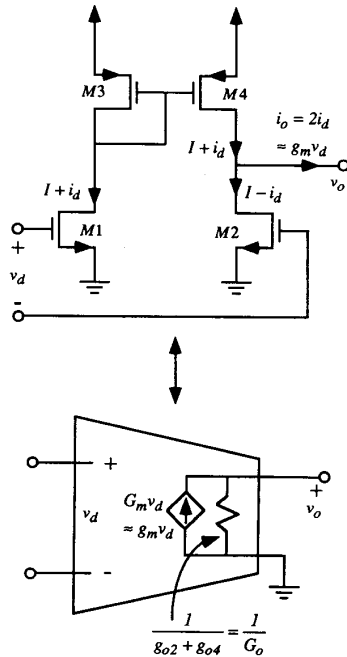 M3
M4
i_o = 2i_d
≈ g_m v_d
I + i_d
I + i_d
v_o
I − i_d
+
M1
M2
v_d
-
+
G_m v_d
+
v_d
≈ g_m v_d
v_o
-
1/(g_o2 + g_o4) = 1/G_o